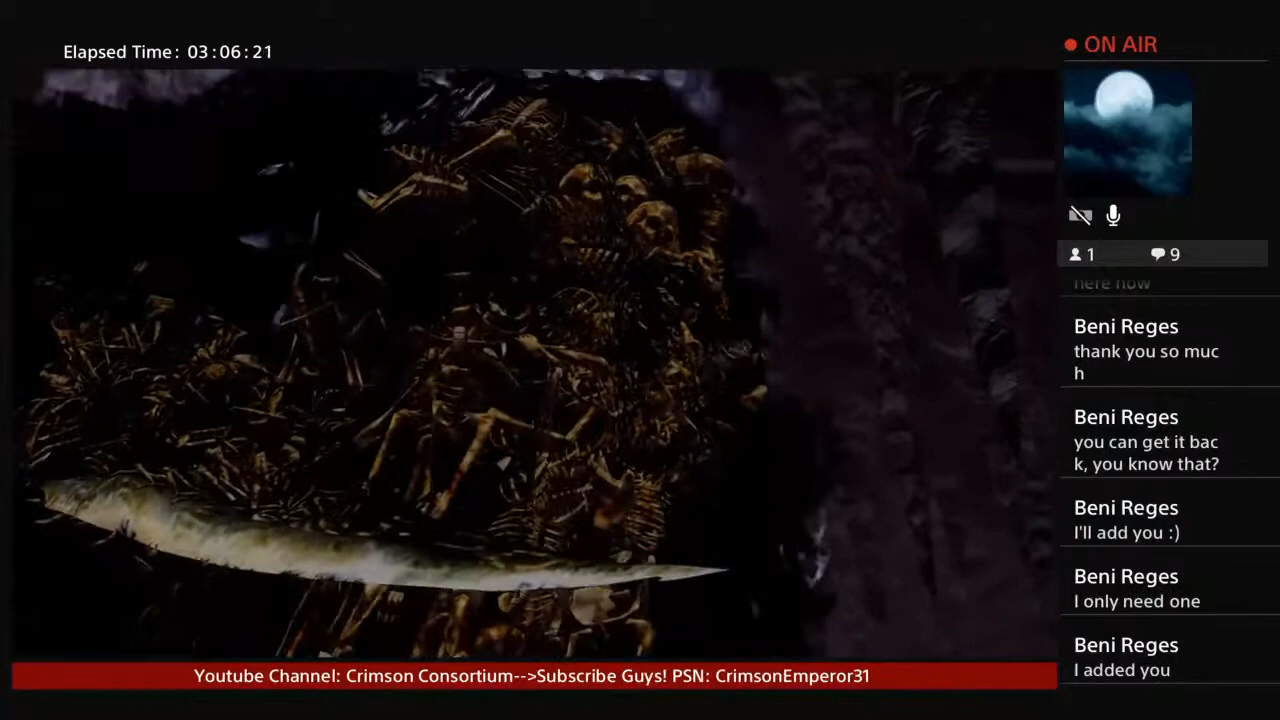 Elapsed Time: 03:06:21
ON AIR
1 9
here now
Beni Reges
thank you so muc
h
Beni Reges
you can get it bac
k, you know that?
Beni Reges
I'll add you :)
Beni Reges
I only need one
Beni Reges
I added you
Youtube Channel: Crimson Consortium-->Subscribe Guys! PSN: CrimsonEmperor31